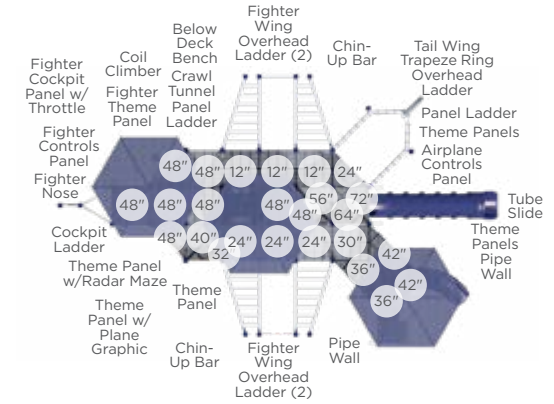 Fighter
Wing
Overhead
Ladder (2)
Below
Deck
Bench
Crawl
Tunnel
Panel
Ladder
Chin-
Up Bar
Tail Wing
Trapeze Ring
Overhead
Ladder
Coil
Climber
Fighter
Theme
Panel
Fighter
Cockpit
Panel w/
Throttle
Fighter
Controls
Panel
Fighter
Nose
Panel Ladder
Theme Panels
Airplane
Controls
Panel
48"
48"
12"
12"
12"
24"
48"
48"
48"
48"
56"
72"
48"
64"
Tube
Slide
Theme
Panels
Pipe
Wall
Cockpit
Ladder
48"
40"
32
24"
24"
24"
30"
42"
36"
42"
36"
Theme Panel
w/Radar Maze
Theme
Panel
Theme
Panel w/
Plane
Graphic
Chin-
Up Bar
Fighter
Wing
Overhead
Ladder (2)
Pipe
Wall